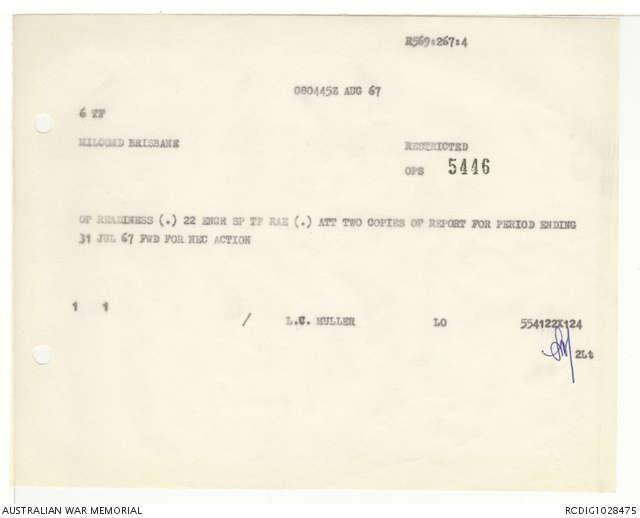 R569:267:4
080445Z AUG 67
6 TF
MILCOMD BRISBANE
RESTRICTED
OPS 5446
OP READINESS (.) 22 ENGR SP TP RAE (.) ATT TWO COPIES OF REPORT FOR PERIOD ENDING
31 JUL 67 FWD FOR NEC ACTION
1 1
/ L.C. MULLER LO 554122X124
2Lt
AUSTRALIAN WAR MEMORIAL RCDIG1028475